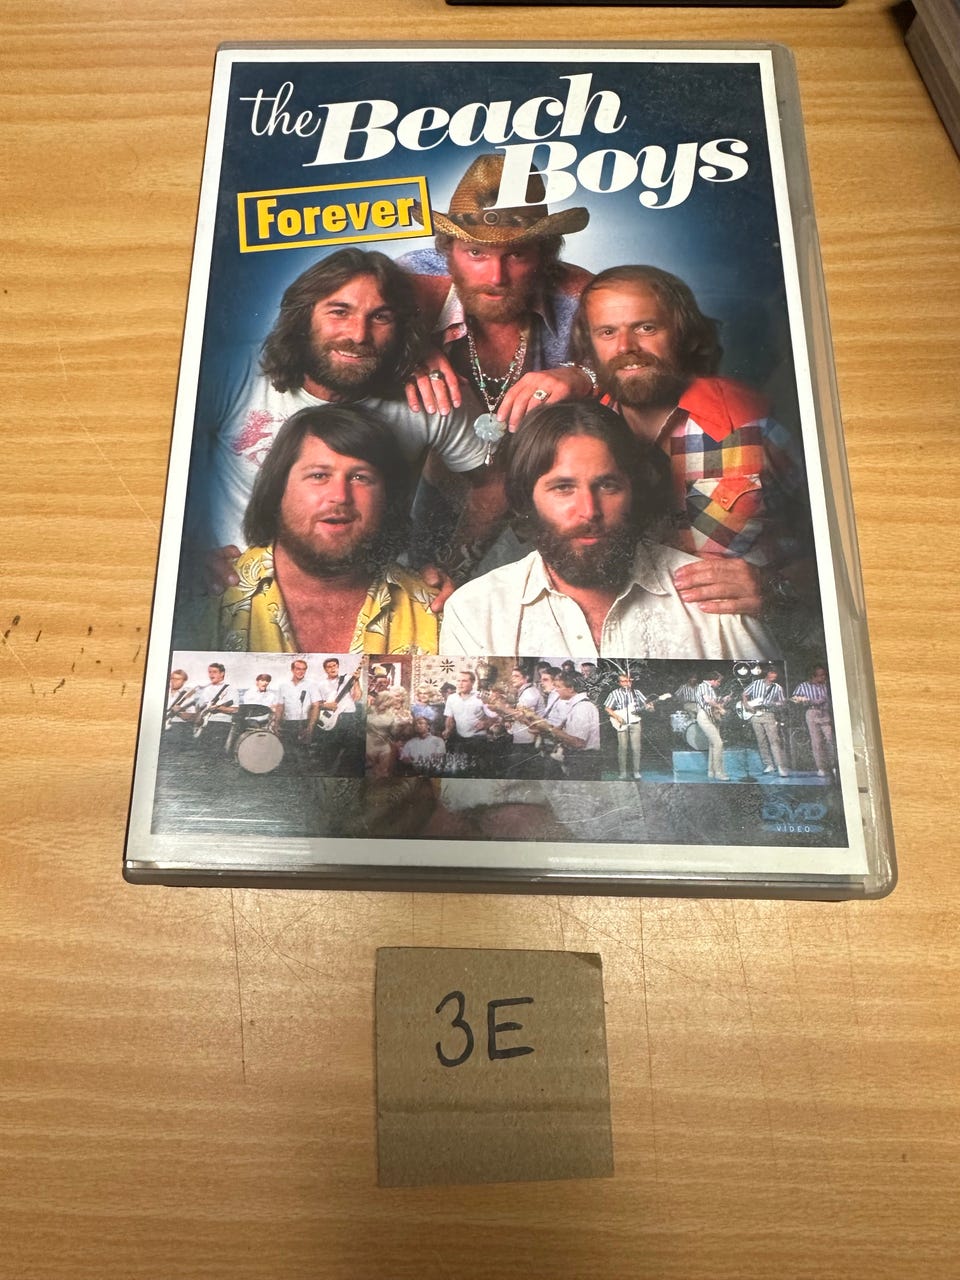 the Beach
Boys
Forever
DVD
VIDEO
3E